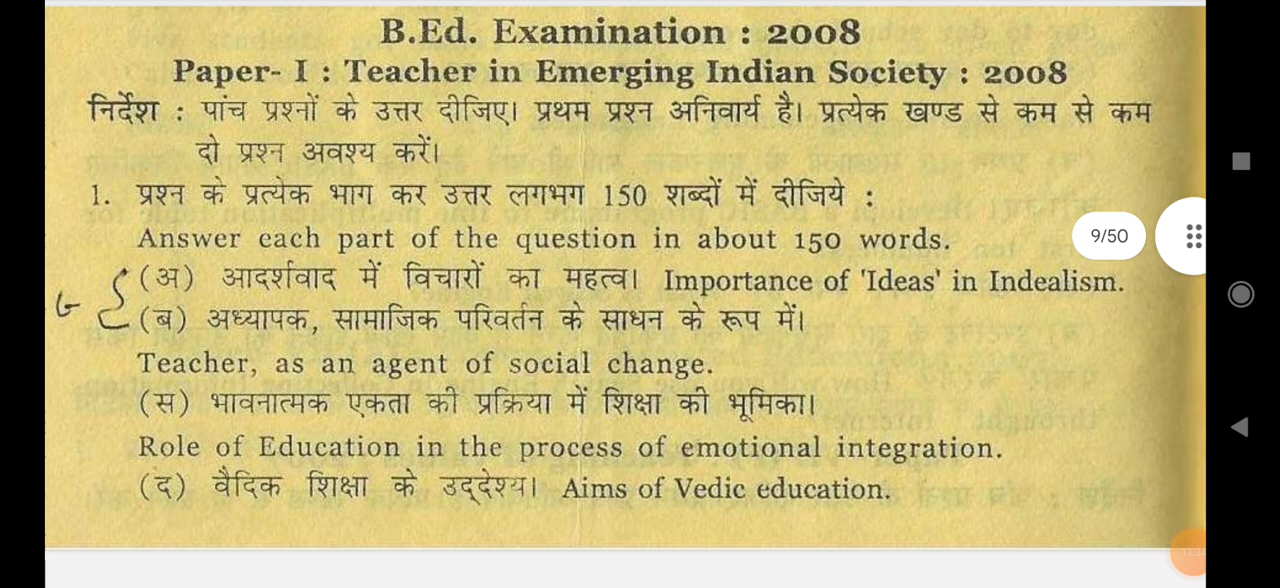 B.Ed. Examination : 2008
Paper- I : Teacher in Emerging Indian Society : 2008
निर्देश : पांच प्रश्नों के उत्तर दीजिए। प्रथम प्रश्न अनिवार्य है। प्रत्येक खण्ड से कम से कम
दो प्रश्न अवश्य करें।
1. प्रश्न के प्रत्येक भाग कर उत्तर लगभग 150 शब्दों में दीजिये :
Answer each part of the question in about 150 words.
9/50
(अ) आदर्शवाद में विचारों का महत्व। Importance of 'Ideas' in Indealism.
(ब) अध्यापक, सामाजिक परिवर्तन के साधन के रूप में।
Teacher, as an agent of social change.
(स) भावनात्मक एकता की प्रक्रिया में शिक्षा की भूमिका।
Role of Education in the process of emotional integration.
(द) वैदिक शिक्षा के उद्देश्य। Aims of Vedic education.